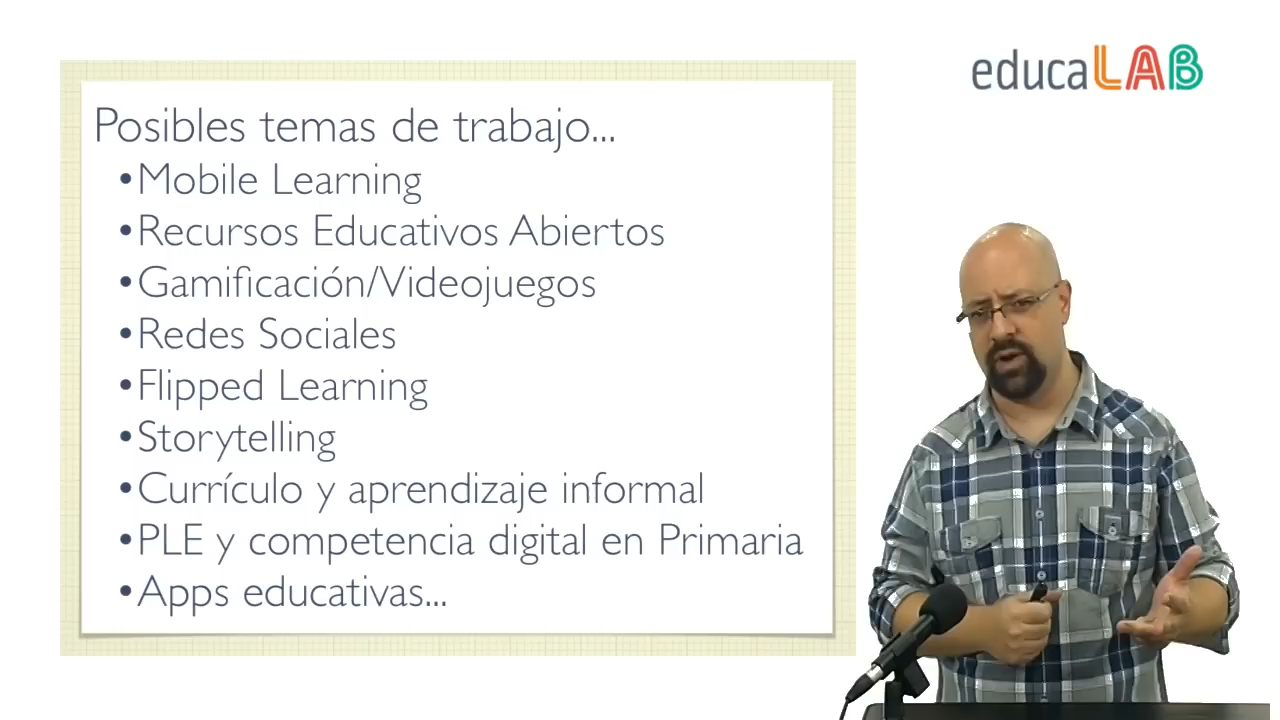 educaLAB
Posibles temas de trabajo...
•Mobile Learning
•Recursos Educativos Abiertos
•Gamificación/Videojuegos
•Redes Sociales
•Flipped Learning
•Storytelling
•Currículo y aprendizaje informal
•PLE y competencia digital en Primaria
•Apps educativas...